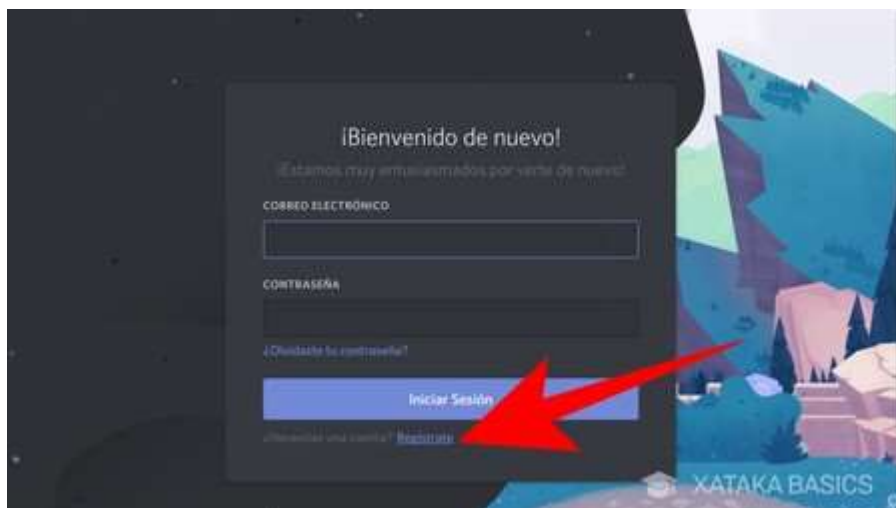 ¡Bienvenido de nuevo!
¡Estamos muy entusiasmados por verte de nuevo!
CORREO ELECTRÓNICO
CONTRASEÑA
¿Olvidaste tu contraseña?
Iniciar Sesión
¿Necesitas una cuenta? Regístrate
XATAKA BASICS